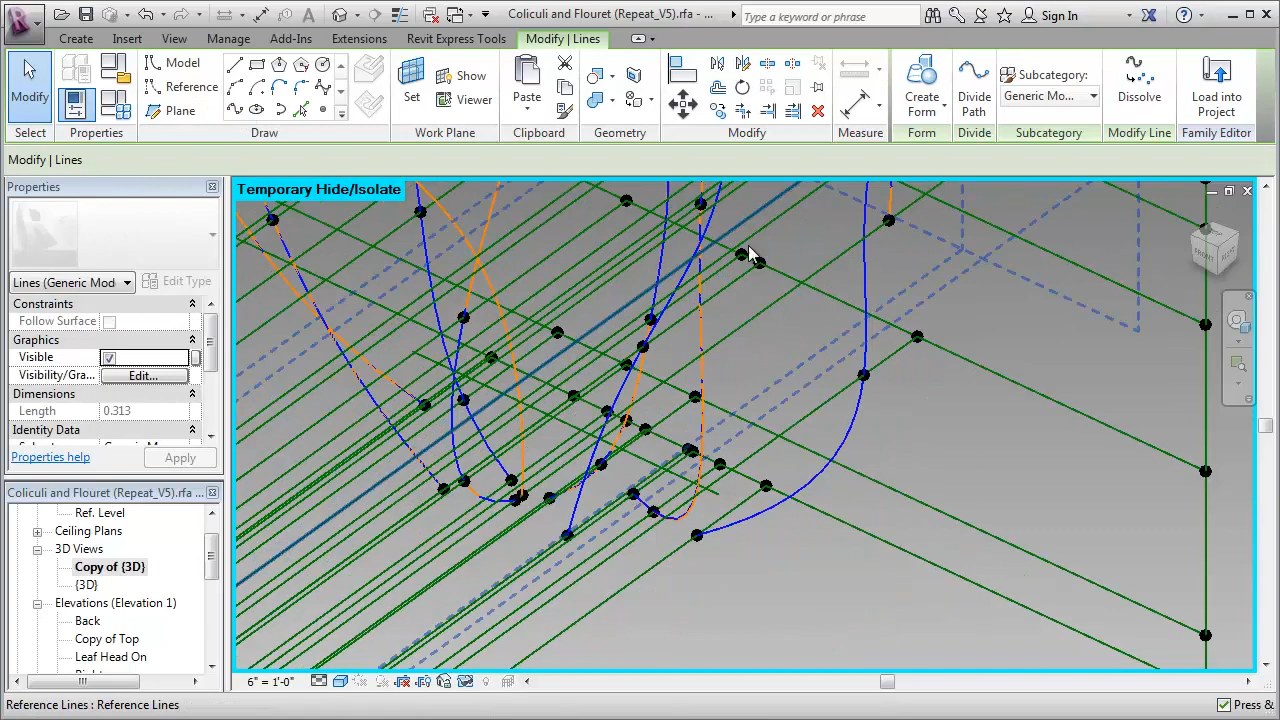 Coliculi and Flouret (Repeat_V5).rfa - ...
Type a keyword or phrase
Sign In
Create
Insert
View
Manage
Add-Ins
Extensions
Revit Express Tools
Modify | Lines
Modify
Select
Properties
Model
Reference
Plane
Draw
Set
Show
Viewer
Work Plane
Paste
Clipboard
Geometry
Modify
Measure
Create
Form
Form
Divide
Path
Divide
Subcategory:
Generic Mo...
Subcategory
Dissolve
Modify Line
Load into
Project
Family Editor
Modify | Lines
Properties
Lines (Generic Mode
Edit Type
Constraints
Follow Surface
Graphics
Visible
Visibility/Gra...
Edit...
Dimensions
Length
0.313
Identity Data
Properties help
Apply
Coliculi and Flouret (Repeat_V5).rfa ...
Ref. Level
Ceiling Plans
3D Views
Copy of {3D}
{3D}
Elevations (Elevation 1)
Back
Copy of Top
Leaf Head On
Temporary Hide/Isolate
FRONT
RIGHT
6" = 1'-0"
Reference Lines : Reference Lines
Press &